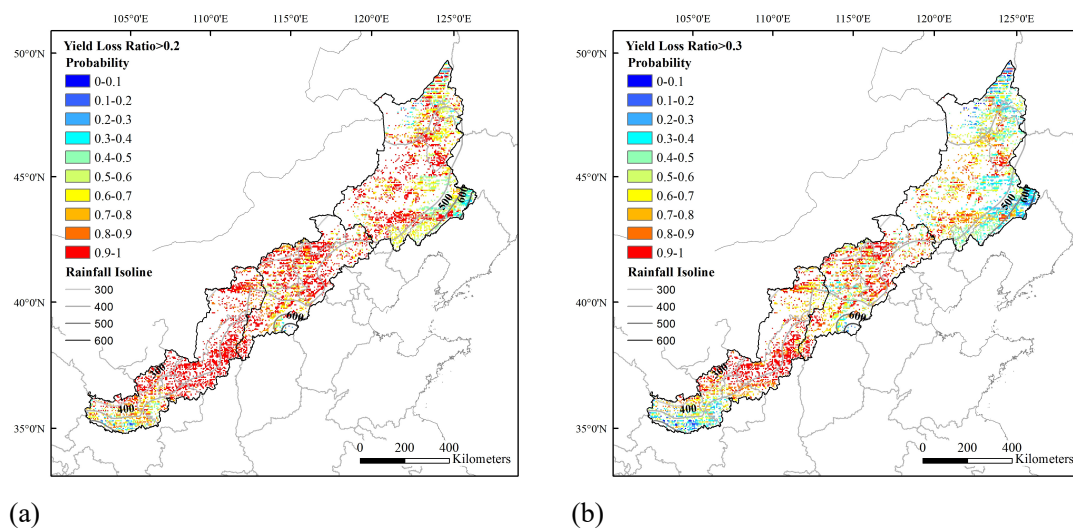 105°0'E 110°0'E 115°0'E 120°0'E 125°0'E
50°0'N
45°0'N
40°0'N
35°0'N
Yield Loss Ratio>0.2
Probability
0-0.1
0.1-0.2
0.2-0.3
0.3-0.4
0.4-0.5
0.5-0.6
0.6-0.7
0.7-0.8
0.8-0.9
0.9-1
Rainfall Isoline
300
400
500
600
500
600
600
300
400
0 200 400
Kilometers
(a)
105°0'E 110°0'E 115°0'E 120°0'E 125°0'E
50°0'N
45°0'N
40°0'N
35°0'N
Yield Loss Ratio>0.3
Probability
0-0.1
0.1-0.2
0.2-0.3
0.3-0.4
0.4-0.5
0.5-0.6
0.6-0.7
0.7-0.8
0.8-0.9
0.9-1
Rainfall Isoline
300
400
500
600
500
600
600
300
400
0 200 400
Kilometers
(b)